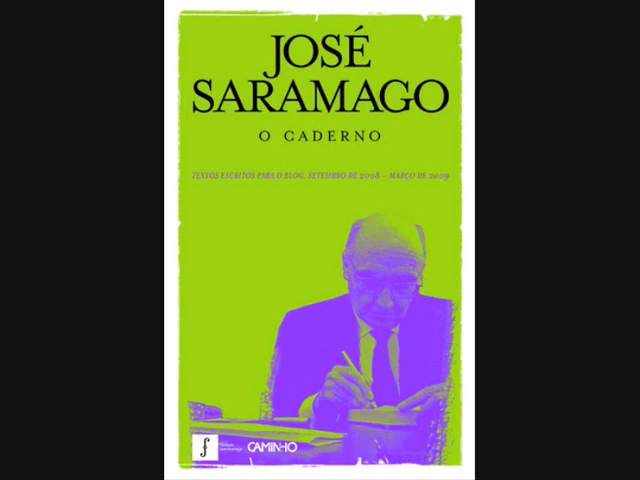 JOSÉ
SARAMAGO
O CADERNO
TEXTOS ESCRITOS PARA O BLOG. SETEMBRO DE 2008 – MARÇO DE 2009
CAMINHO